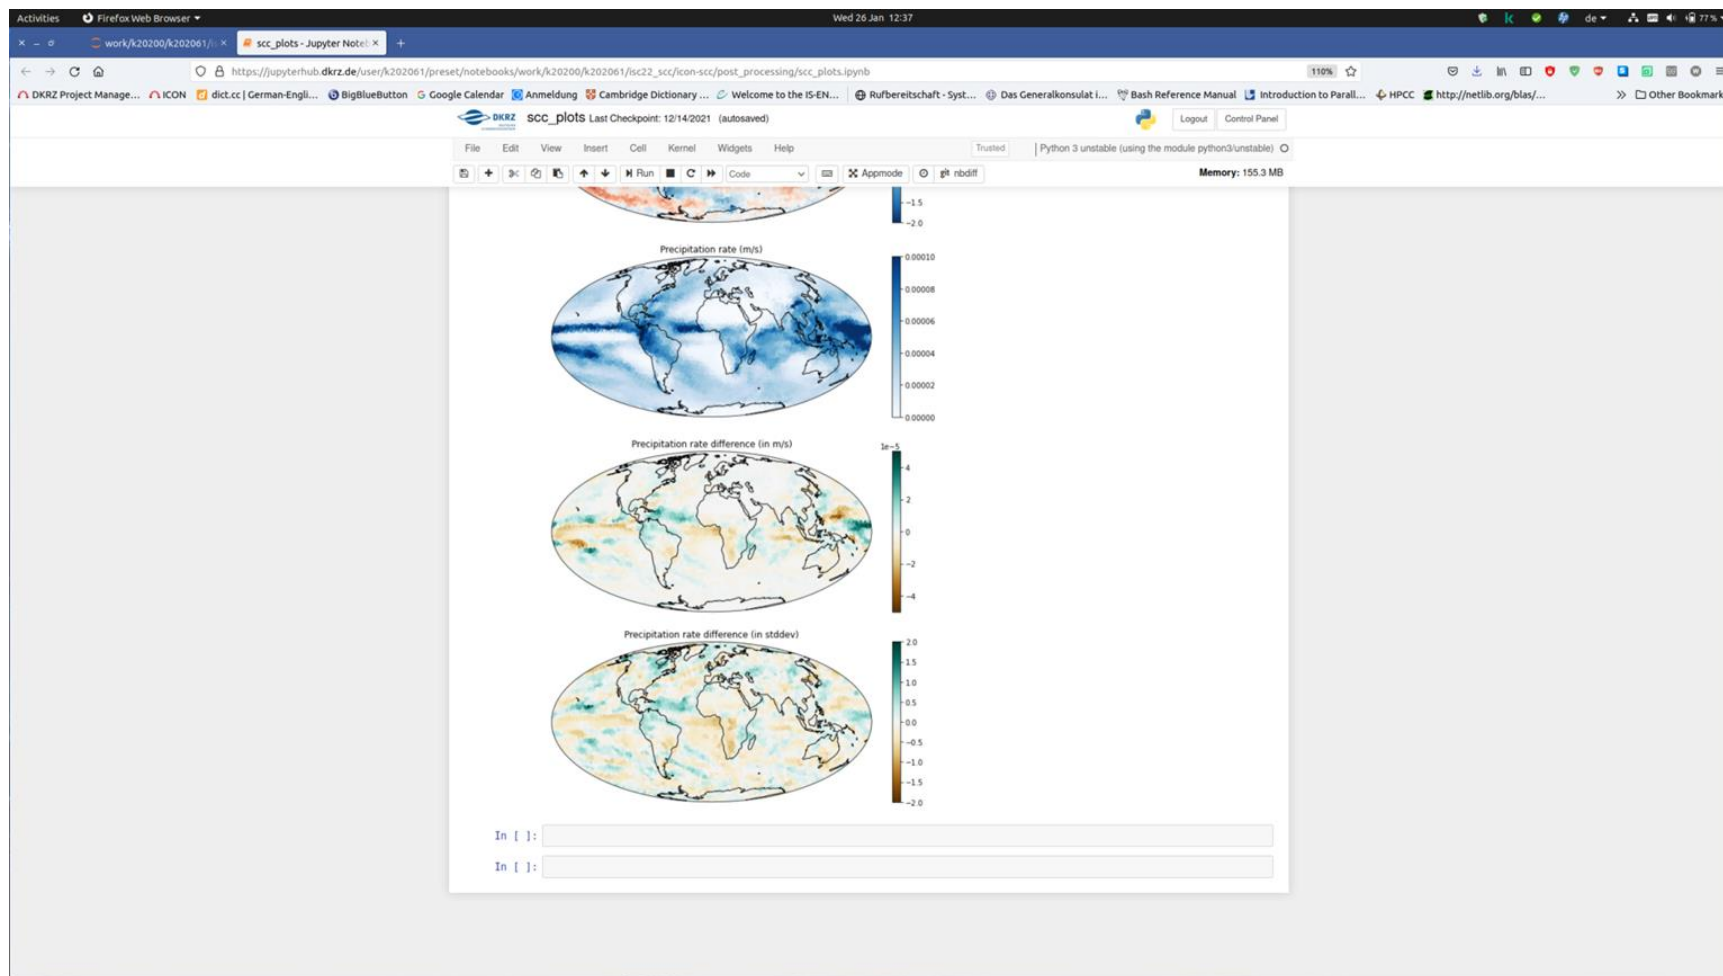 Activities Firefox Web Browser Wed 26 Jan 12:37 de 77 %
work/k20200/k202061/i scc_plots - Jupyter Note
https://jupyterhub.dkrz.de/user/k202061/preset/notebooks/work/k20200/k202061/isc22_scc/icon-scc/post_processing/scc_plots.ipynb 110%
DKRZ Project Manage... ICON dict.cc | German-Engli... BigBlueButton Google Calendar Anmeldung Cambridge Dictionary ... Welcome to the IS-EN... Rufbereitschaft - Syst... Das Generalkonsulat i... Bash Reference Manual Introduction to Parall... HPCC http://netlib.org/blas/... Other Bookmark
DKRZ scc_plots Last Checkpoint: 12/14/2021 (autosaved) Logout Control Panel
File Edit View Insert Cell Kernel Widgets Help Trusted Python 3 unstable (using the module python3/unstable)
Run Code Appmode git nbdiff Memory: 155.3 MB
−1.5
−2.0
Precipitation rate (m/s)
0.00010
0.00008
0.00006
0.00004
0.00002
0.00000
Precipitation rate difference (in m/s)
1e−5
4
2
0
−2
−4
Precipitation rate difference (in stddev)
2.0
1.5
1.0
0.5
0.0
−0.5
−1.0
−1.5
−2.0
In [ ]:
In [ ]: